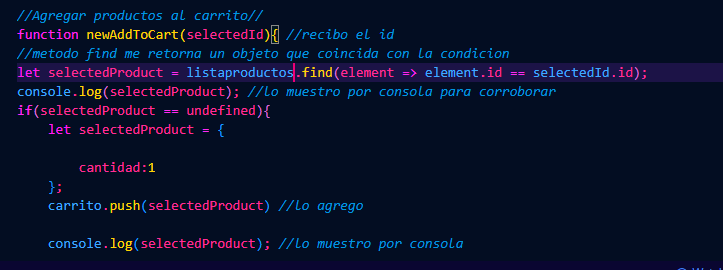 //Agregar productos al carrito//
function newAddToCart(selectedId){ //recibo el id
//metodo find me retorna un objeto que coincida con la condicion
let selectedProduct = listaproductos.find(element => element.id == selectedId.id);
console.log(selectedProduct); //lo muestro por consola para corroborar
if(selectedProduct == undefined){
let selectedProduct = {
cantidad:1
};
carrito.push(selectedProduct) //lo agrego
console.log(selectedProduct); //lo muestro por consola